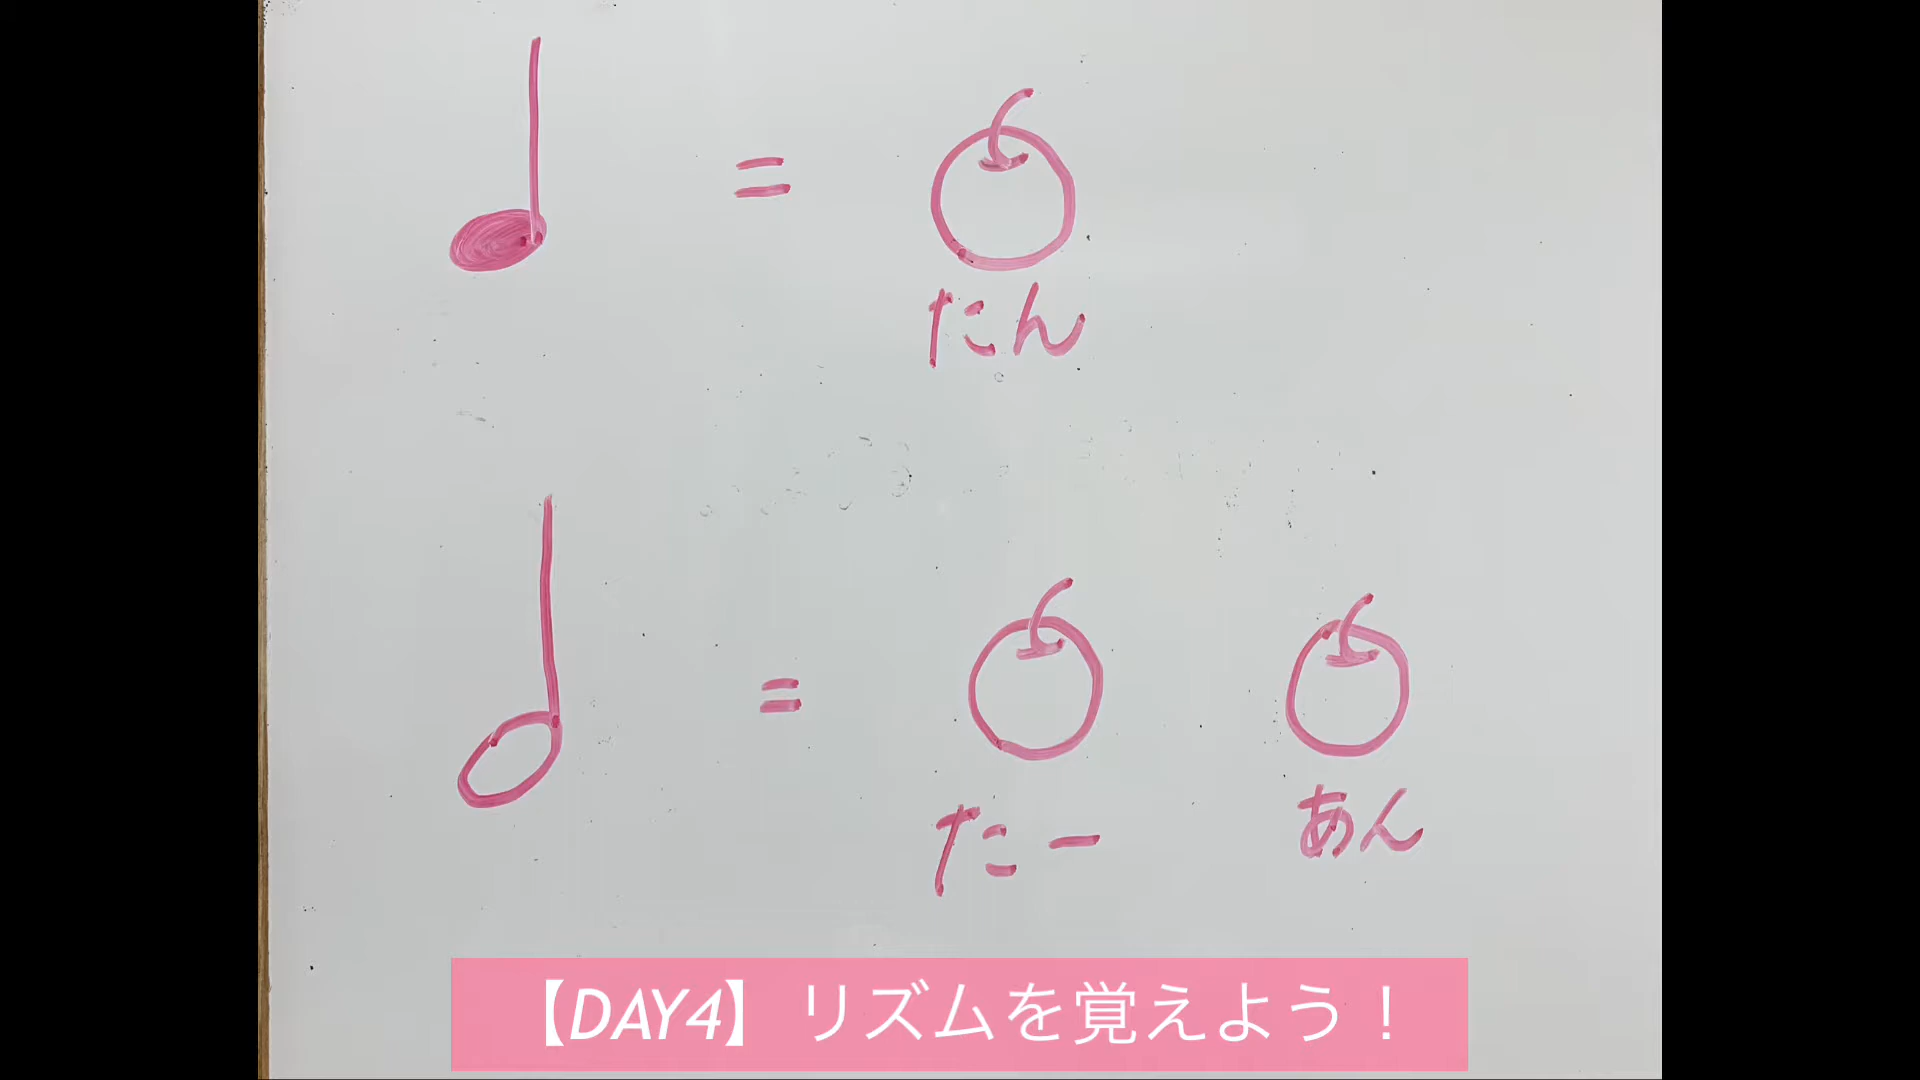 =
たん
=
たー あん
【DAY4】 リズムを覚えよう！